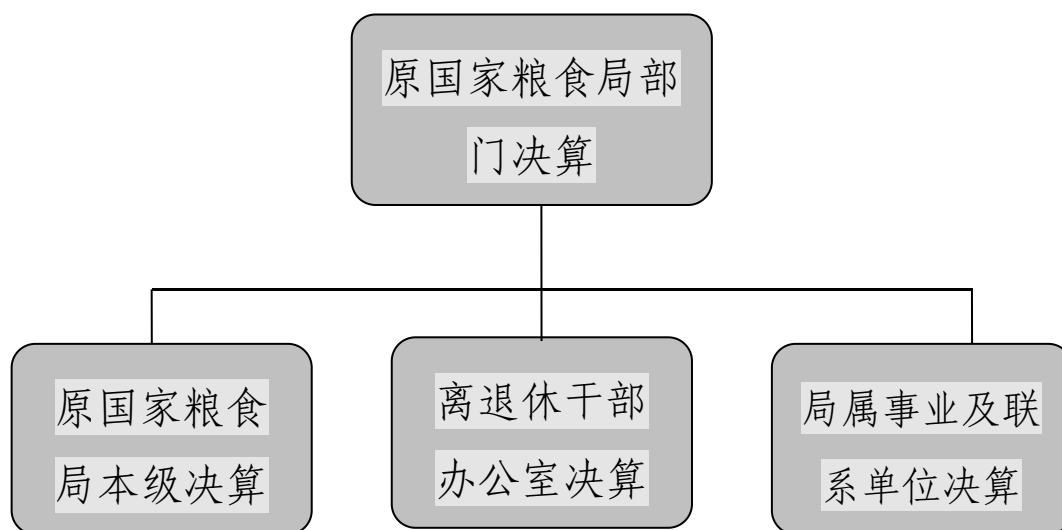 原国家粮食局部
门决算
原国家粮食
局本级决算
离退休干部
办公室决算
局属事业及联
系单位决算